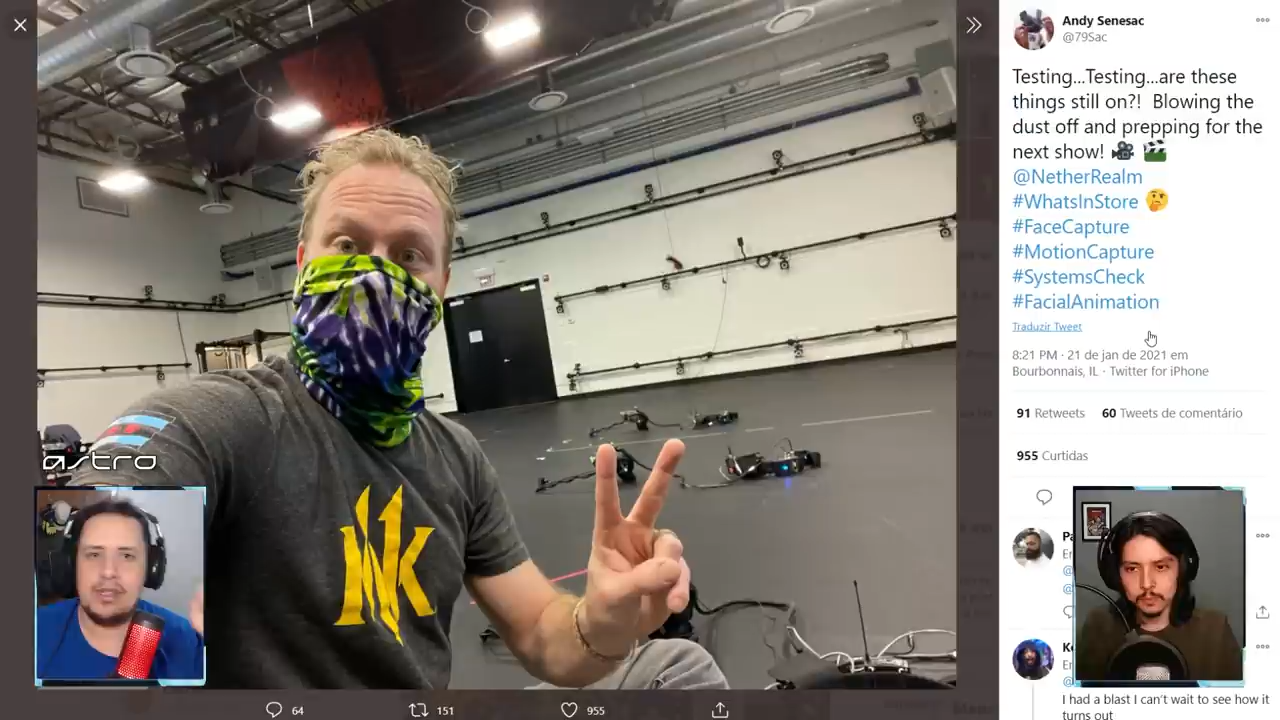 Andy Senesac
@79Sac
Testing...Testing...are these
things still on?! Blowing the
dust off and prepping for the
next show! 🎥 🎬
@NetherRealm
#WhatsInStore 🤔
#FaceCapture
#MotionCapture
#SystemsCheck
#FacialAnimation
Traduzir Tweet
8:21 PM · 21 de jan de 2021 em
Bourbonnais, IL · Twitter for iPhone
91 Retweets 60 Tweets de comentário
955 Curtidas
I had a blast I can't wait to see how it
turns out
astro
MK
64 151 955